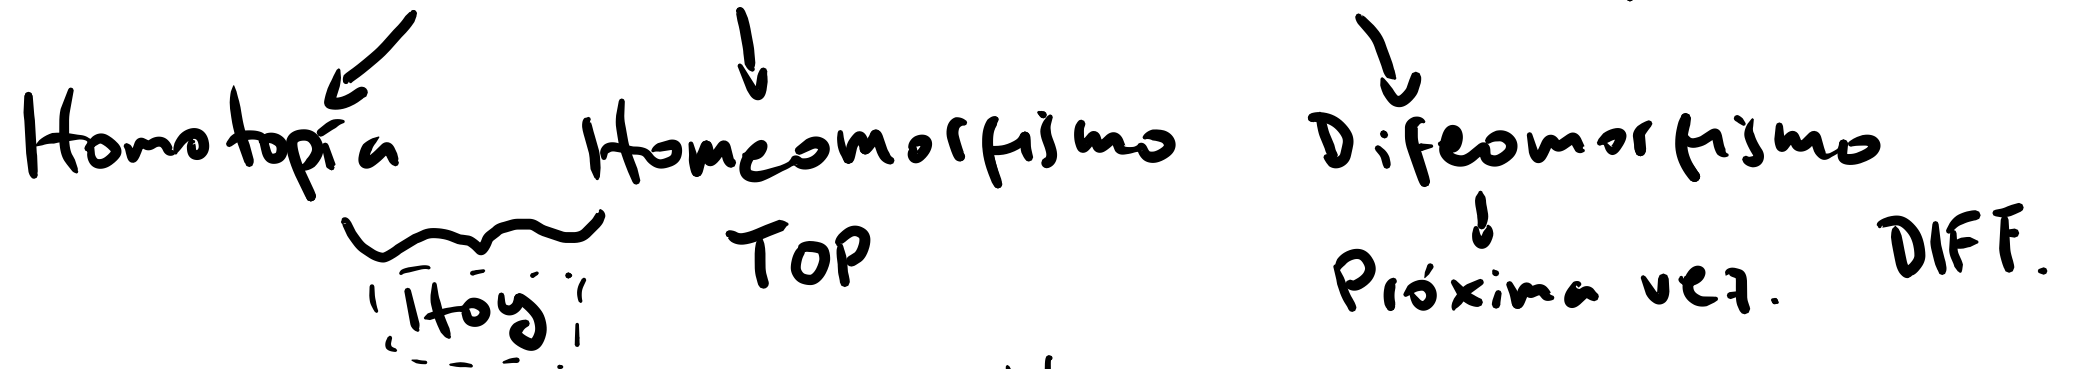 Homotopía Homeomorfismo Difeomorfismo
TOP DIFF.
Hoy Próxima vez.